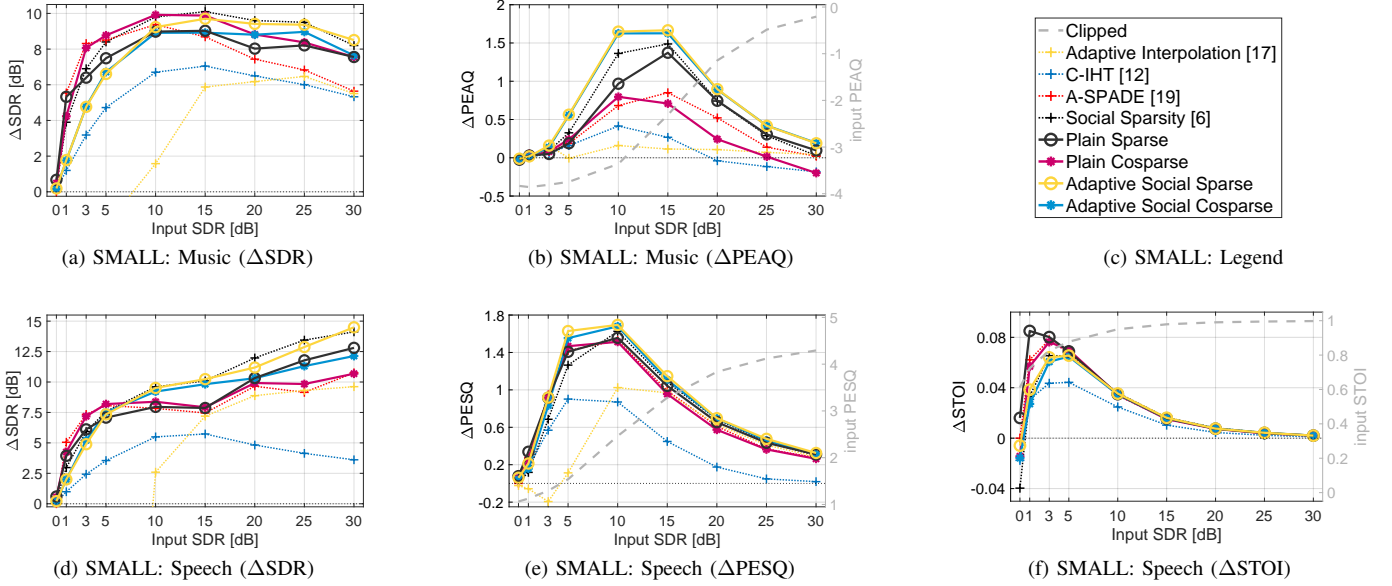 10
8
6
4
2
0
ΔSDR [dB]
0 1 3 5 10 15 20 25 30
Input SDR [dB]
(a) SMALL: Music (ΔSDR)
2
1.5
1
0.5
0
-0.5
ΔPEAQ
0
-1
-2
-3
-4
input PEAQ
0 1 3 5 10 15 20 25 30
Input SDR [dB]
(b) SMALL: Music (ΔPEAQ)
Clipped
Adaptive Interpolation [17]
C-IHT [12]
A-SPADE [19]
Social Sparsity [6]
Plain Sparse
Plain Cosparse
Adaptive Social Sparse
Adaptive Social Cosparse
(c) SMALL: Legend
15
12.5
10
7.5
5
2.5
0
ΔSDR [dB]
0 1 3 5 10 15 20 25 30
Input SDR [dB]
(d) SMALL: Speech (ΔSDR)
1.8
1.4
1
0.6
0.2
-0.2
ΔPESQ
5
4
3
2
1
input PESQ
0 1 3 5 10 15 20 25 30
Input SDR [dB]
(e) SMALL: Speech (ΔPESQ)
0.08
0.04
0
-0.04
ΔSTOI
1
0.8
0.6
0.4
0.2
0
input STOI
0 1 3 5 10 15 20 25 30
Input SDR [dB]
(f) SMALL: Speech (ΔSTOI)